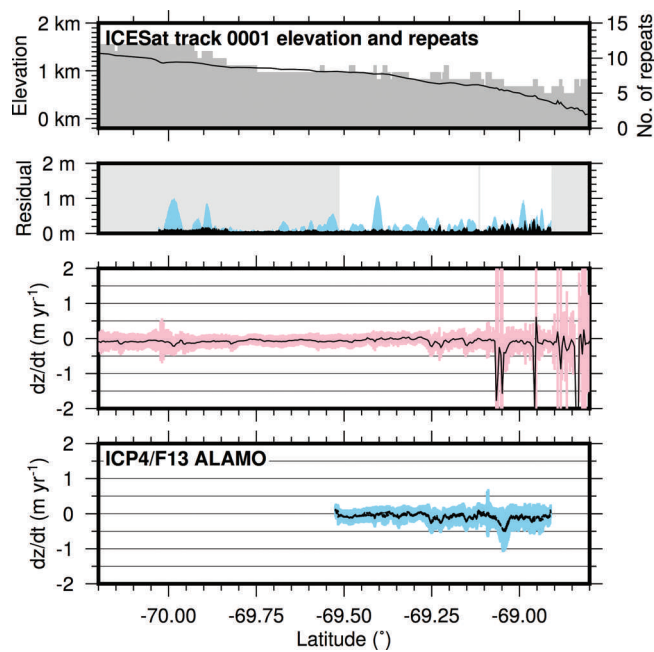 ICESat track 0001 elevation and repeats
Elevation
2 km
1 km
0 km
No. of repeats
15
10
5
0
Residual
2 m
1 m
0 m
dz/dt (m yr⁻¹)
2
1
0
-1
-2
ICP4/F13 ALAMO
dz/dt (m yr⁻¹)
2
1
0
-1
-2
-70.00 -69.75 -69.50 -69.25 -69.00
Latitude (°)